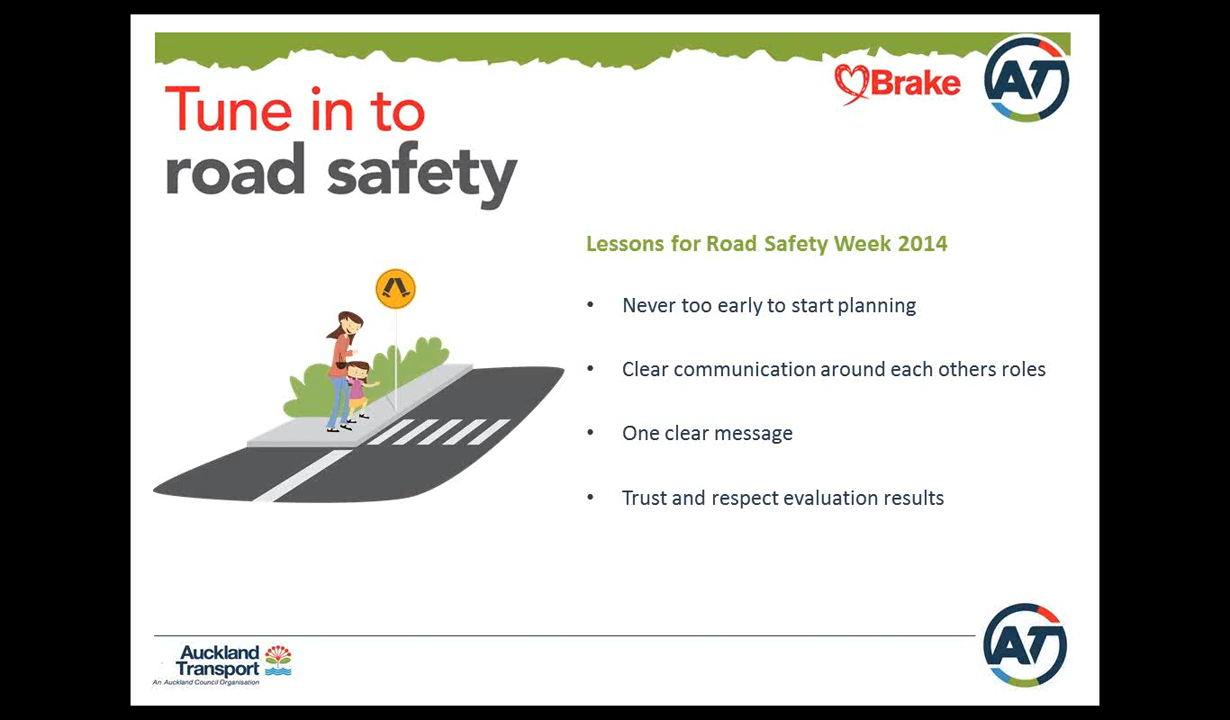 Brake
AT
Tune in to
road safety
Lessons for Road Safety Week 2014
• Never too early to start planning
• Clear communication around each others roles
• One clear message
• Trust and respect evaluation results
Auckland
Transport
An Auckland Council Organisation
AT